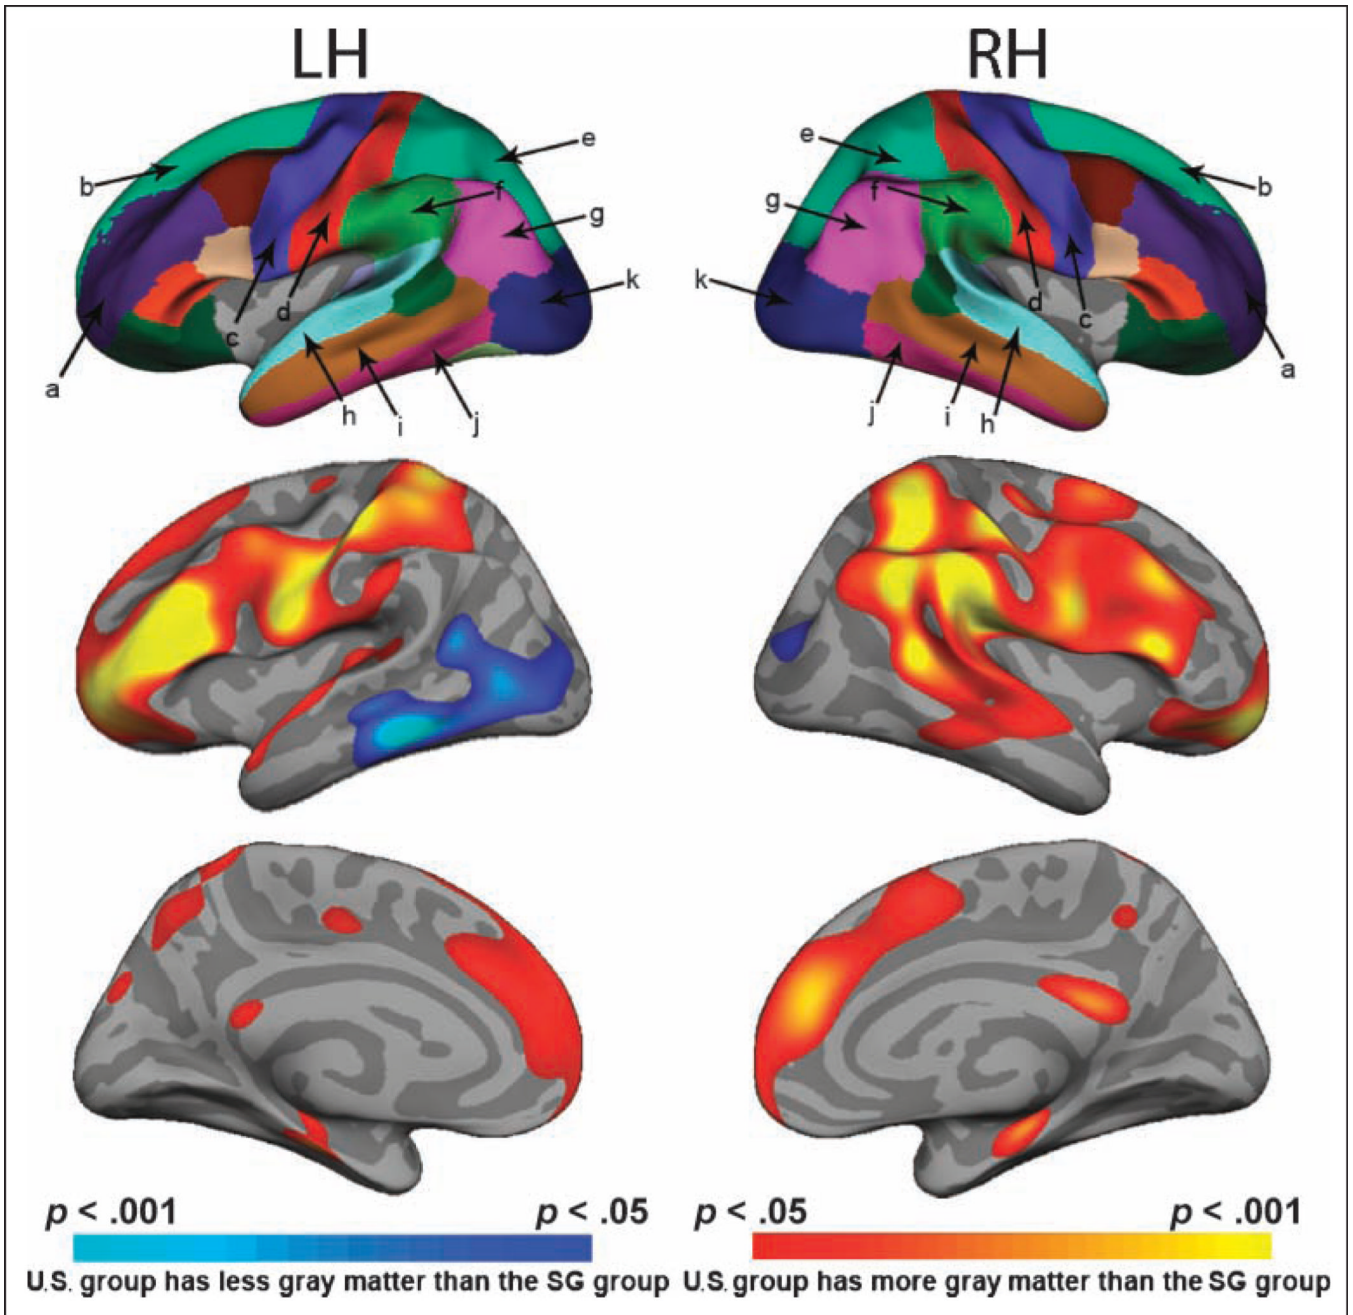 LH RH
b e e b
f f
g g
k k
c d d c
a a
h i j j i h
p < .001 p < .05 p < .05 p < .001
U.S. group has less gray matter than the SG group U.S. group has more gray matter than the SG group